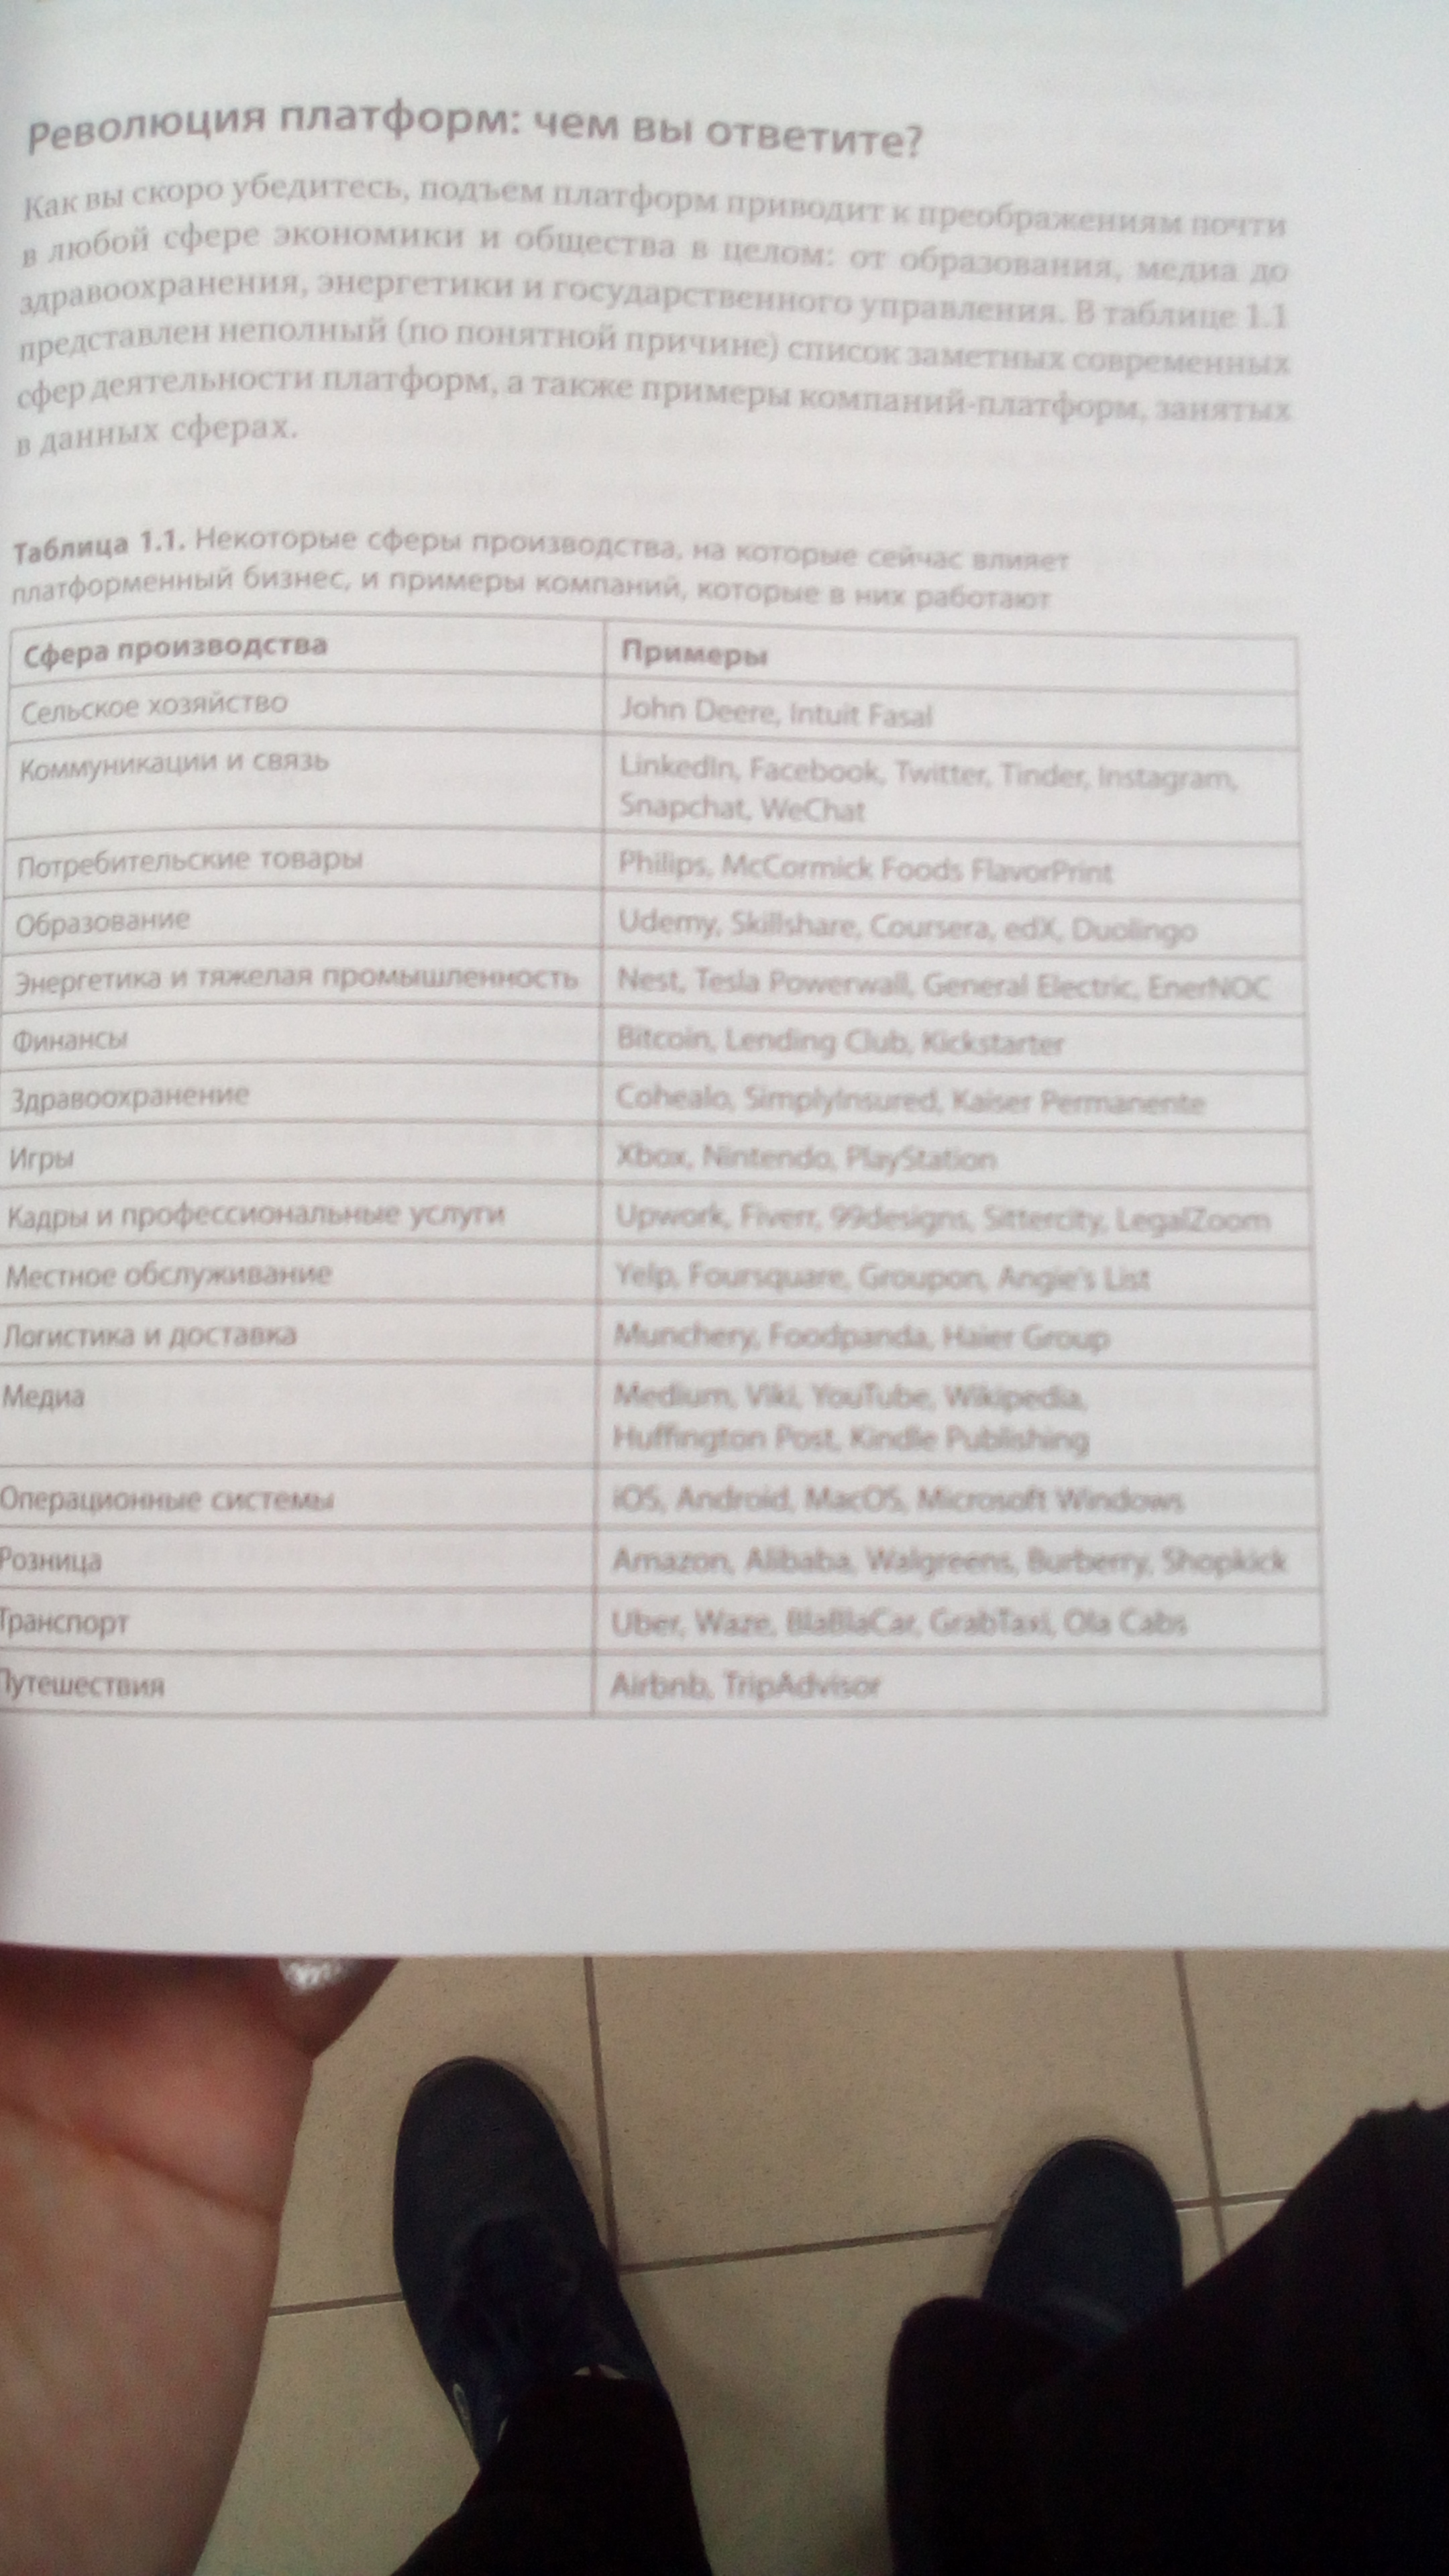 Революция платформ: чем вы ответите?
Как вы скоро убедитесь, подъем платформ приводит к преображениям почти
в любой сфере экономики и общества в целом: от образования, медиа до
здравоохранения, энергетики и государственного управления. В таблице 1.1
представлен неполный (по понятной причине) список заметных современных
сфер деятельности платформ, а также примеры компаний-платформ, занятых
в данных сферах.
Таблица 1.1. Некоторые сферы производства, на которые сейчас влияет
платформенный бизнес, и примеры компаний, которые в них работают
Сфера производства Примеры
Сельское хозяйство John Deere, Intuit Fasal
Коммуникации и связь LinkedIn, Facebook, Twitter, Tinder, Instagram,
Snapchat, WeChat
Потребительские товары Philips, McCormick Foods FlavorPrint
Образование Udemy, Skillshare, Coursera, edX, Duolingo
Энергетика и тяжелая промышленность Nest, Tesla Powerwall, General Electric, EnerNOC
Финансы Bitcoin, Lending Club, Kickstarter
Здравоохранение Cohealo, SimplyInsured, Kaiser Permanente
Игры Xbox, Nintendo, PlayStation
Кадры и профессиональные услуги Upwork, Fiverr, 99designs, Sittercity, LegalZoom
Местное обслуживание Yelp, Foursquare, Groupon, Angie's List
Логистика и доставка Munchery, Foodpanda, Haier Group
Медиа Medium, Viki, YouTube, Wikipedia,
Huffington Post, Kindle Publishing
Операционные системы iOS, Android, MacOS, Microsoft Windows
Розница Amazon, Alibaba, Walgreens, Burberry, Shopkick
Транспорт Uber, Waze, BlaBlaCar, GrabTaxi, Ola Cabs
Путешествия Airbnb, TripAdvisor